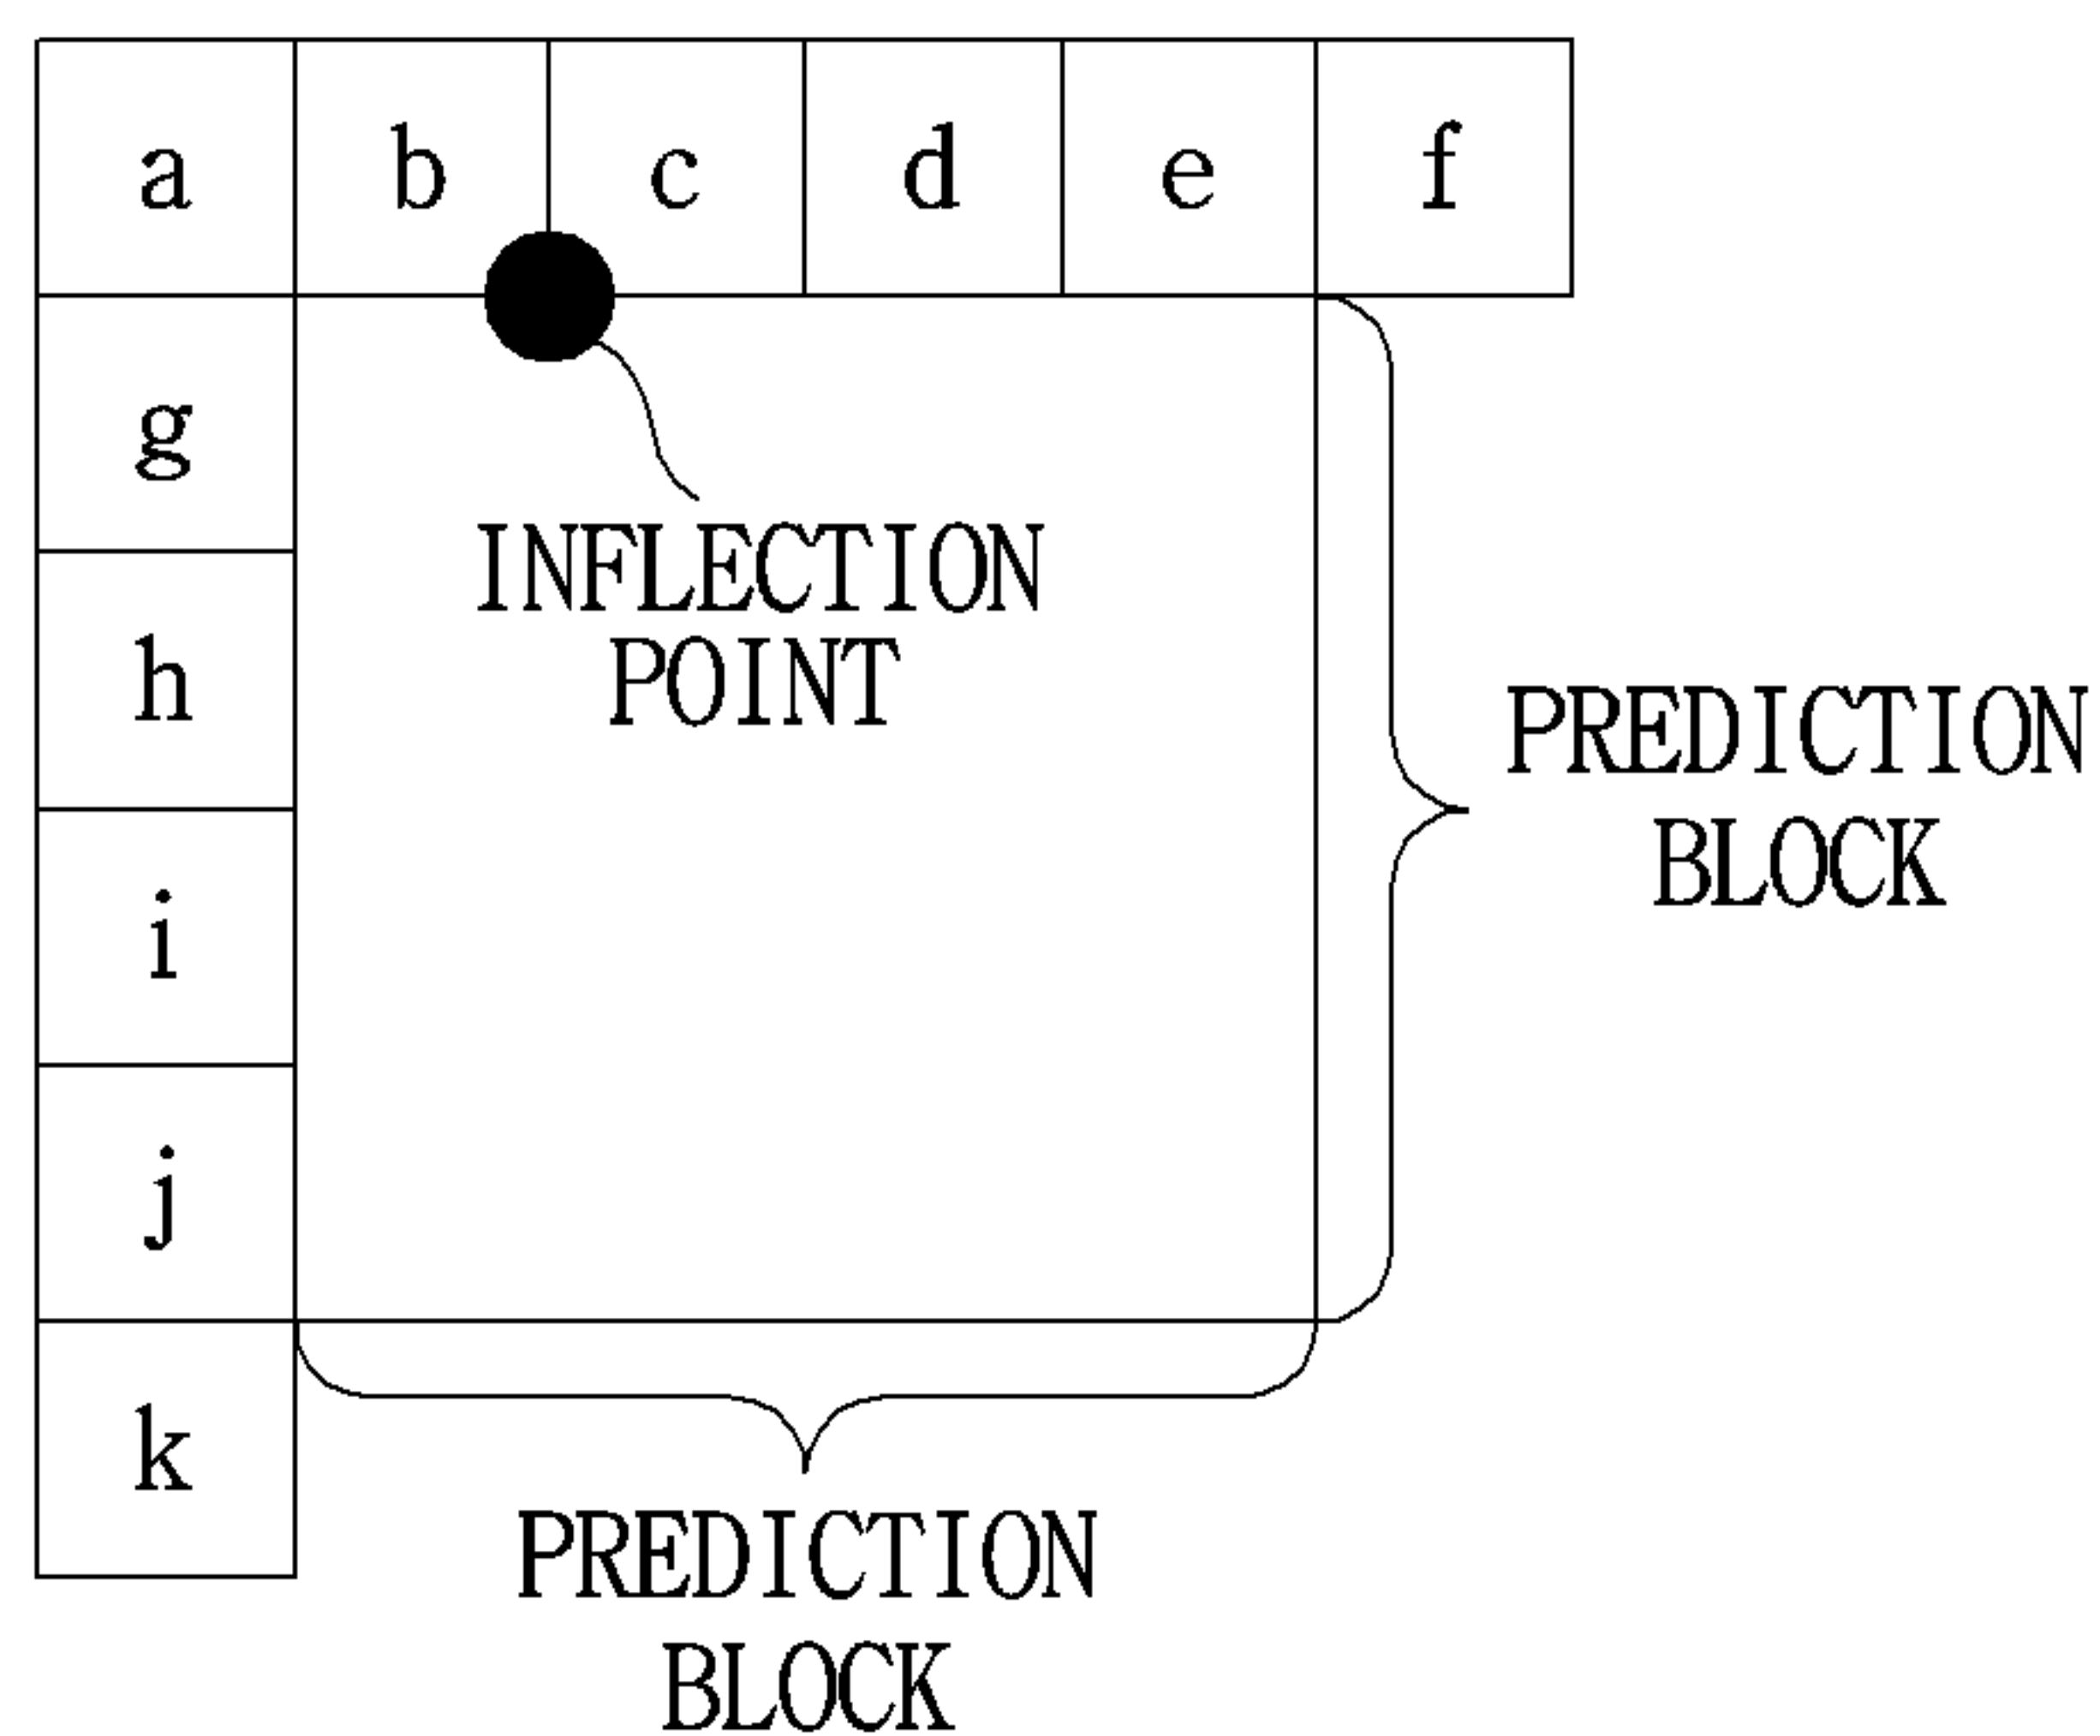 a b c d e f
g
h
i
j
k
INFLECTION
POINT
PREDICTION
BLOCK
PREDICTION
BLOCK